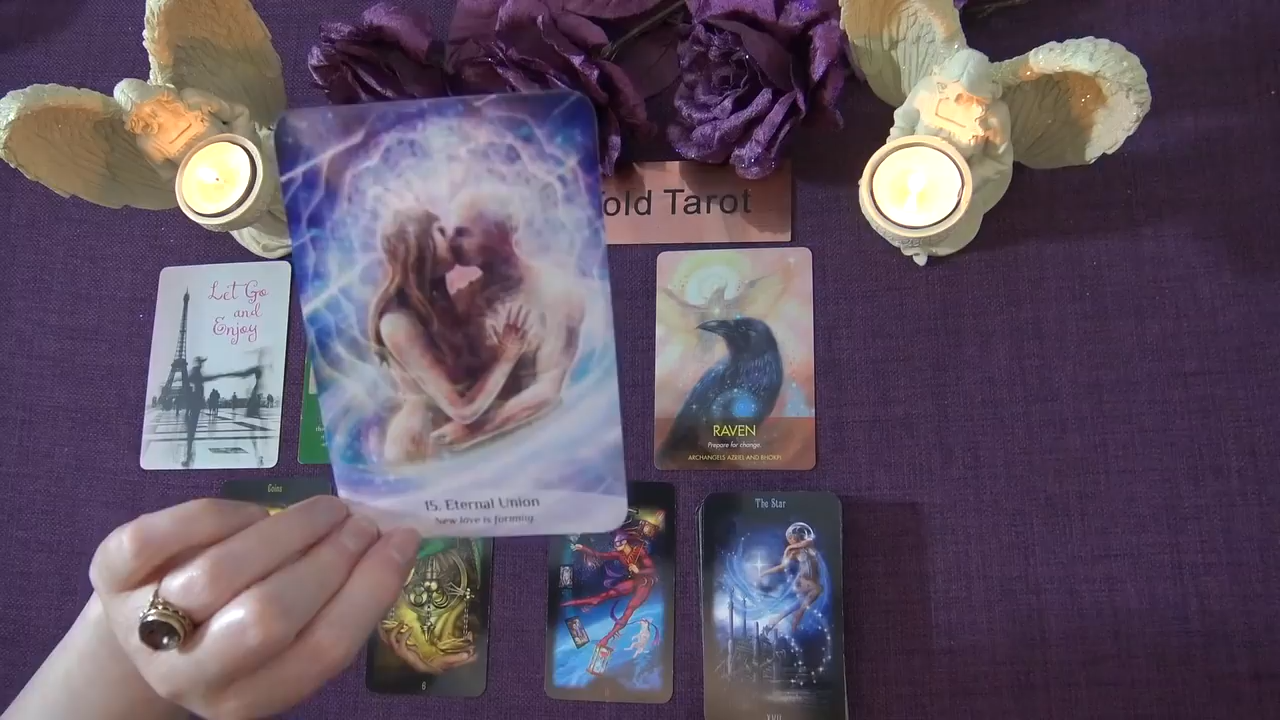 old Tarot
Let Go
and
Enjoy
RAVEN
Prepare for change.
ARCHANGELS AZRIEL AND RHOKPI
15. Eternal Union
New love is forming.
Coins
The Star
6
XVII